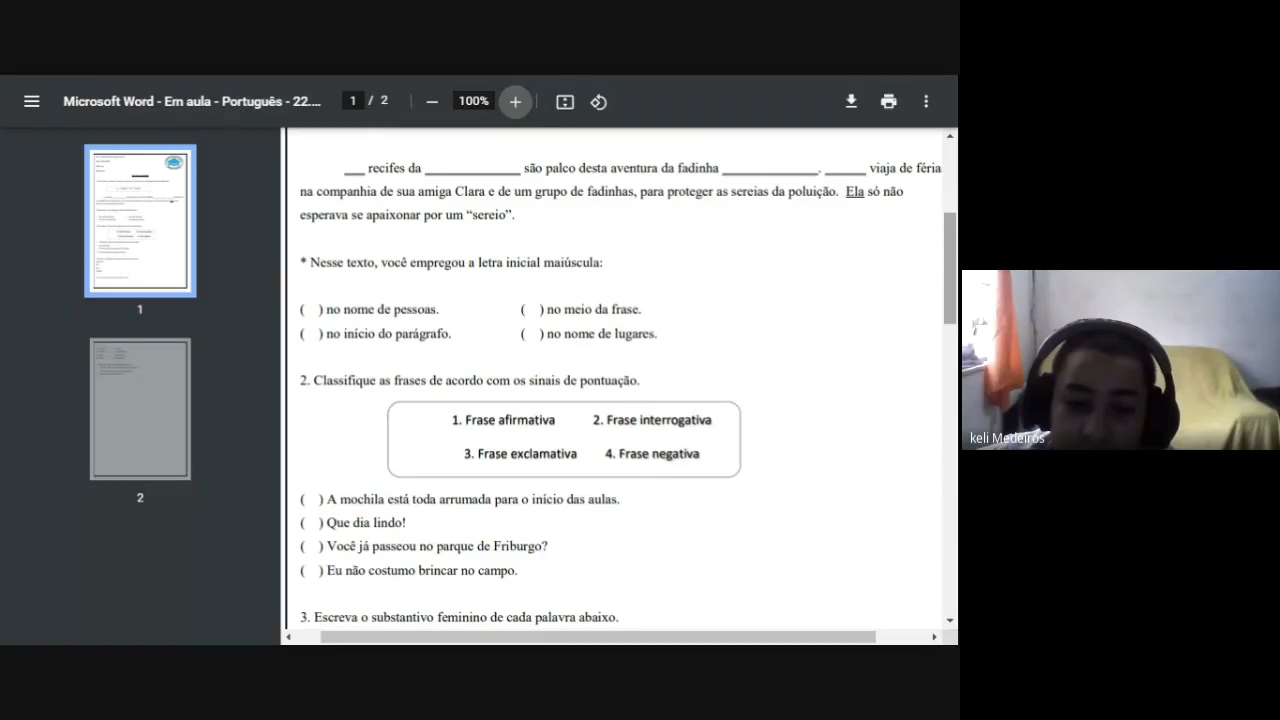 Microsoft Word - Em aula - Português - 22....
1 / 2
100%
___ recifes da ______________ são palco desta aventura da fadinha ______________. ______ viaja de féria
na companhia de sua amiga Clara e de um grupo de fadinhas, para proteger as sereias da poluição. Ela só não
esperava se apaixonar por um “sereio”.
* Nesse texto, você empregou a letra inicial maiúscula:
( ) no nome de pessoas. ( ) no meio da frase.
( ) no início do parágrafo. ( ) no nome de lugares.
2. Classifique as frases de acordo com os sinais de pontuação.
1. Frase afirmativa 2. Frase interrogativa
3. Frase exclamativa 4. Frase negativa
( ) A mochila está toda arrumada para o início das aulas.
( ) Que dia lindo!
( ) Você já passeou no parque de Friburgo?
( ) Eu não costumo brincar no campo.
3. Escreva o substantivo feminino de cada palavra abaixo.
1
2
keli Medeiros